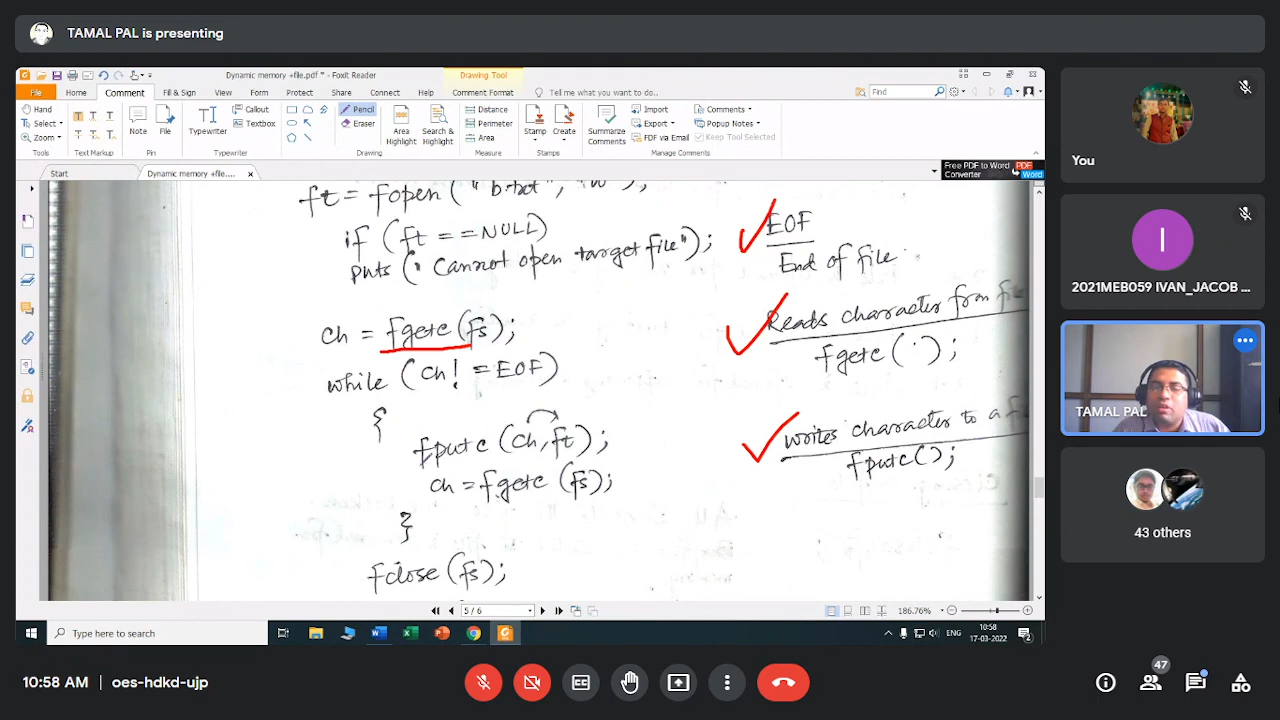 TAMAL PAL is presenting
Dynamic memory +file.pdf * - Foxit Reader
Drawing Tool
File Home Comment Fill & Sign View Form Protect Share Connect Help Comment Format Tell me what you want to do.. Find
Hand
Select
Zoom
Tools
Text Markup
Note
File
Pin
Typewriter
Callout
Textbox
Typewriter
Pencil
Eraser
Drawing
Area Highlight
Search & Highlight
Distance
Perimeter
Area
Measure
Stamp
Create
Stamps
Summarize Comments
Import
Export
FDF via Email
Comments
Popup Notes
Keep Tool Selected
Manage Comments
Start
Dynamic memory +file....
Free PDF to Word Converter
PDF
Word
ft = fopen ("b.txt", "w");
if (ft == NULL)
puts (" Cannot open target file");
ch = fgetc (fs);
while (ch! = EOF)
{
fputc (ch, ft);
ch = fgetc (fs);
}
fclose (fs);
EOF
End of file
Reads character from file
fgetc ( . );
writes character to a
fputc ();
5 / 6
186.76%
Type here to search
ENG
10:58
17-03-2022
2
You
I
2021MEB059 IVAN_JACOB ...
TAMAL PAL
43 others
10:58 AM | oes-hdkd-ujp
47